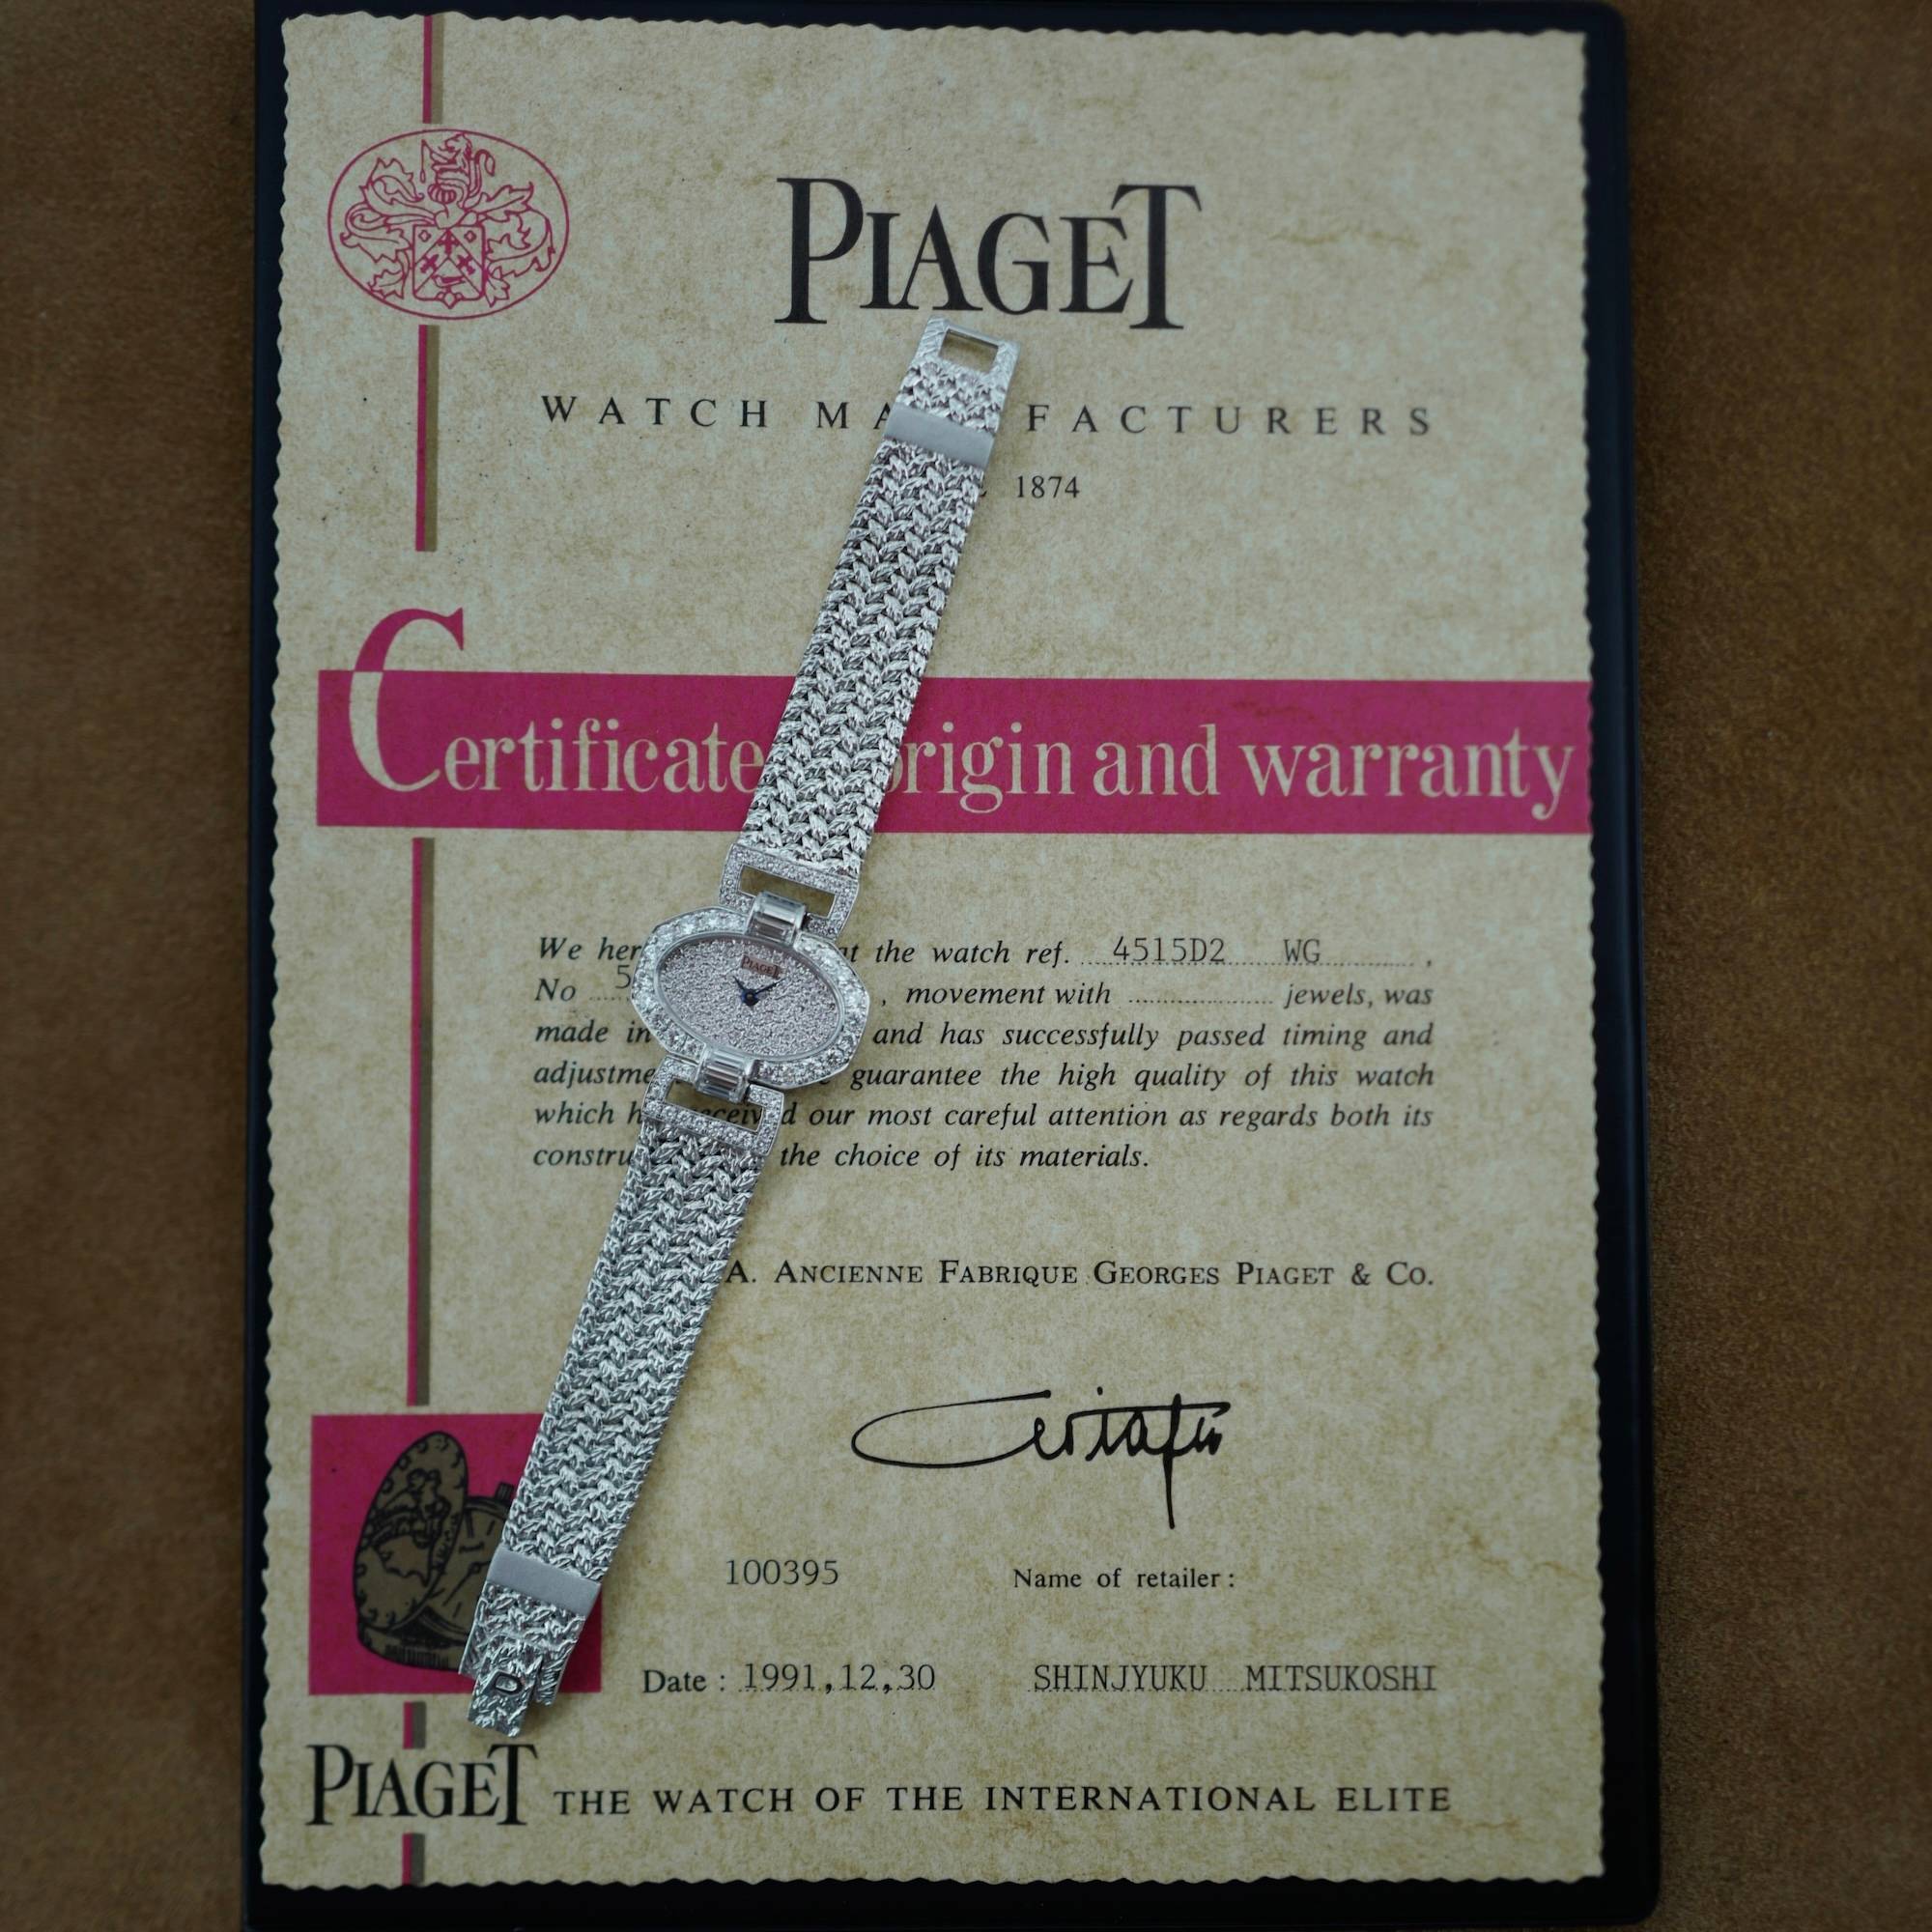 PIAGET
WATCH MA FACTURERS
1874
Certificate rigin and warranty
We her at the watch ref. 4515D2 WG ,
No 5 , movement with jewels, was
made in and has successfully passed timing and
adjustme guarantee the high quality of this watch
which h eceived our most careful attention as regards both its
constru the choice of its materials.
PIAGET
A. ANCIENNE FABRIQUE GEORGES PIAGET & CO.
100395 Name of retailer :
Date : 1991,12,30 SHINJYUKU MITSUKOSHI
PIAGET THE WATCH OF THE INTERNATIONAL ELITE